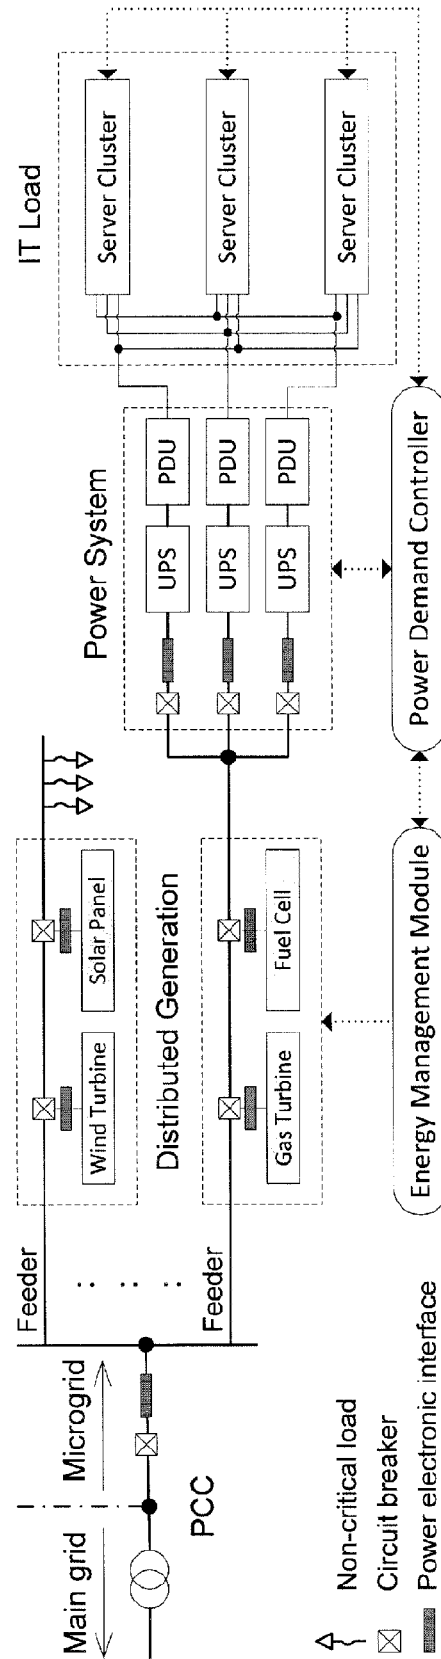 Main grid
Microgrid
PCC
Feeder
Feeder
Wind Turbine
Solar Panel
Distributed Generation
Gas Turbine
Fuel Cell
Power System
UPS
PDU
UPS
PDU
UPS
PDU
IT Load
Server Cluster
Server Cluster
Server Cluster
Energy Management Module
Power Demand Controller
Non-critical load
Circuit breaker
Power electronic interface